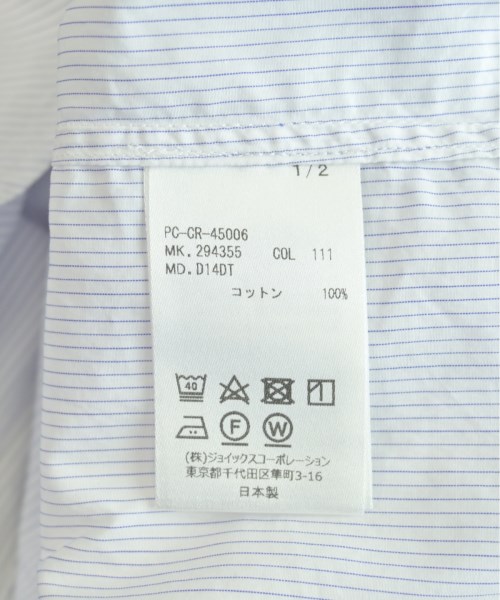 1/2
PC-CR-45006
MK.294355 COL 111
MD.D14DT
コットン 100%
40
F W
(株)ジョイックスコーポレーション
東京都千代田区隼町3-16
日本製